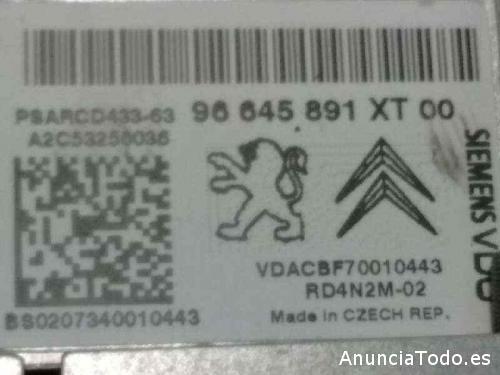 PSARCD433-63
96 645 891 XT 00
A2C53258036
SIEMENS VDO
VDACBF70010443
RD4N2M-02
BS0207340010443
Made in CZECH REP.
AnunciaTodo.es